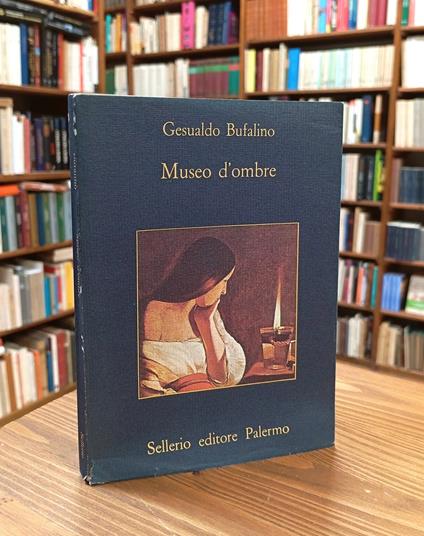 Gesualdo Bufalino
Museo d'ombre
Sellerio editore Palermo